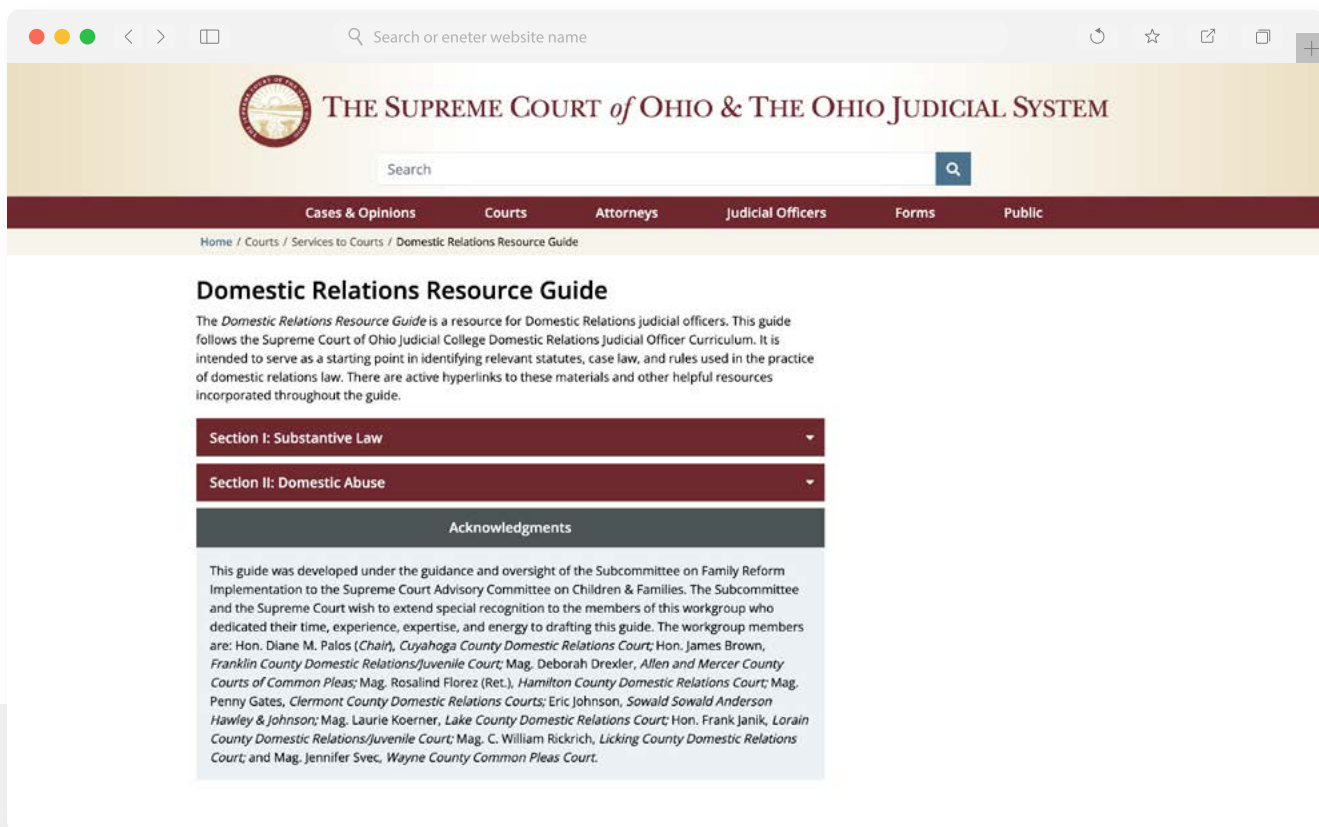 Search or eneter website name
THE SUPREME COURT of OHIO & THE OHIO JUDICIAL SYSTEM
Search
Cases & Opinions Courts Attorneys Judicial Officers Forms Public
Home / Courts / Services to Courts / Domestic Relations Resource Guide
Domestic Relations Resource Guide
The Domestic Relations Resource Guide is a resource for Domestic Relations judicial officers. This guide
follows the Supreme Court of Ohio Judicial College Domestic Relations Judicial Officer Curriculum. It is
intended to serve as a starting point in identifying relevant statutes, case law, and rules used in the practice
of domestic relations law. There are active hyperlinks to these materials and other helpful resources
incorporated throughout the guide.
Section I: Substantive Law
Section II: Domestic Abuse
Acknowledgments
This guide was developed under the guidance and oversight of the Subcommittee on Family Reform
Implementation to the Supreme Court Advisory Committee on Children & Families. The Subcommittee
and the Supreme Court wish to extend special recognition to the members of this workgroup who
dedicated their time, experience, expertise, and energy to drafting this guide. The workgroup members
are: Hon. Diane M. Palos (Chair), Cuyahoga County Domestic Relations Court; Hon. James Brown,
Franklin County Domestic Relations/Juvenile Court; Mag. Deborah Drexler, Allen and Mercer County
Courts of Common Pleas; Mag. Rosalind Florez (Ret.), Hamilton County Domestic Relations Court; Mag.
Penny Gates, Clermont County Domestic Relations Courts; Eric Johnson, Sowald Sowald Anderson
Hawley & Johnson; Mag. Laurie Koerner, Lake County Domestic Relations Court; Hon. Frank Janik, Lorain
County Domestic Relations/Juvenile Court; Mag. C. William Rickrich, Licking County Domestic Relations
Court; and Mag. Jennifer Svec, Wayne County Common Pleas Court.